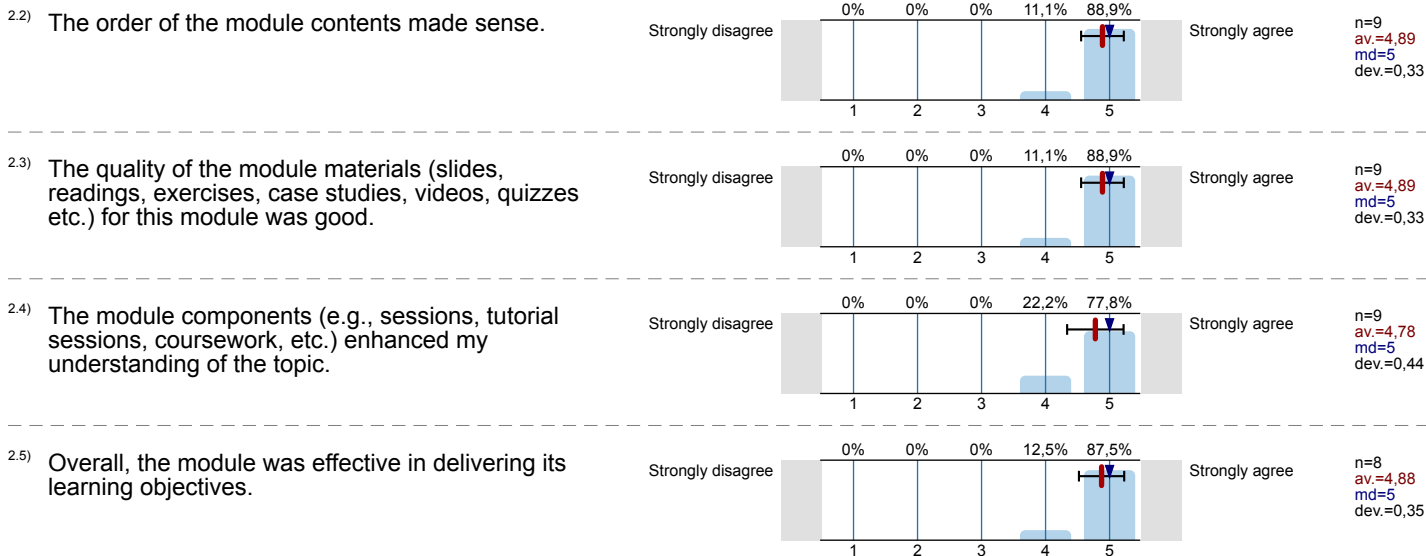 2.2) The order of the module contents made sense.
0% 0% 0% 11,1% 88,9%
Strongly disagree
Strongly agree
1 2 3 4 5
n=9
av.=4,89
md=5
dev.=0,33
2.3) The quality of the module materials (slides,
readings, exercises, case studies, videos, quizzes
etc.) for this module was good.
0% 0% 0% 11,1% 88,9%
Strongly disagree
Strongly agree
1 2 3 4 5
n=9
av.=4,89
md=5
dev.=0,33
2.4) The module components (e.g., sessions, tutorial
sessions, coursework, etc.) enhanced my
understanding of the topic.
0% 0% 0% 22,2% 77,8%
Strongly disagree
Strongly agree
1 2 3 4 5
n=9
av.=4,78
md=5
dev.=0,44
2.5) Overall, the module was effective in delivering its
learning objectives.
0% 0% 0% 12,5% 87,5%
Strongly disagree
Strongly agree
1 2 3 4 5
n=8
av.=4,88
md=5
dev.=0,35